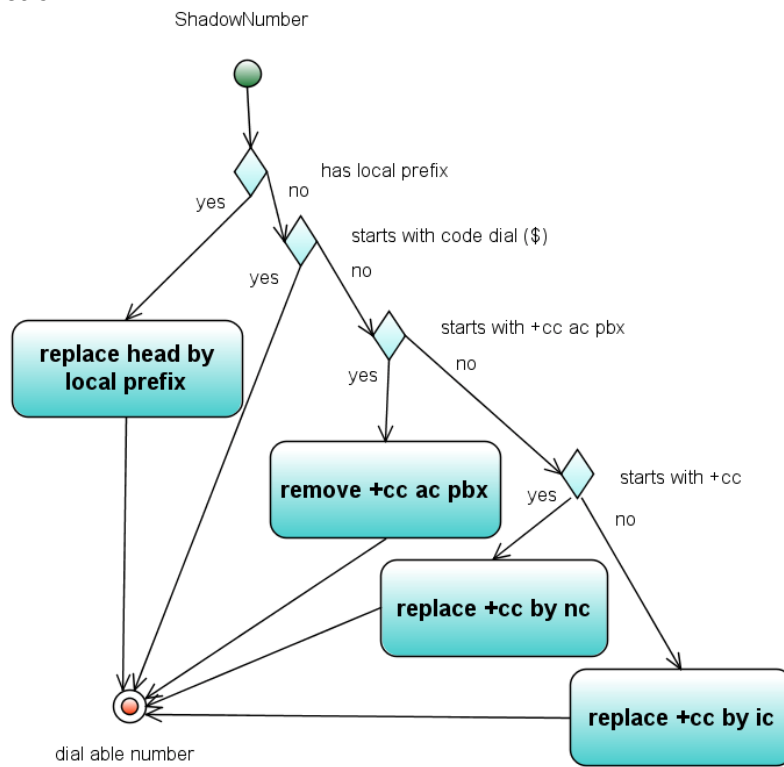 ShadowNumber
has local prefix
no
yes
starts with code dial ($)
no
yes
starts with +cc ac pbx
replace head by
local prefix
no
yes
starts with +cc
remove +cc ac pbx
yes
no
replace +cc by nc
replace +cc by ic
dial able number